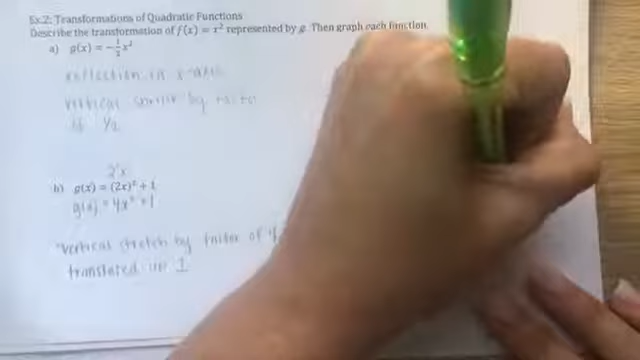 Ex.2: Transformations of Quadratic Functions
Describe the transformation of f(x) = x² represented by g. Then graph each function.
a) g(x) = -½x²
reflection in x-axis
vertical shrink by factor
of ½
2²x
b) g(x) = (2x)² + 1
g(x) = 4x² + 1
vertical stretch by factor of 4
translated up 1